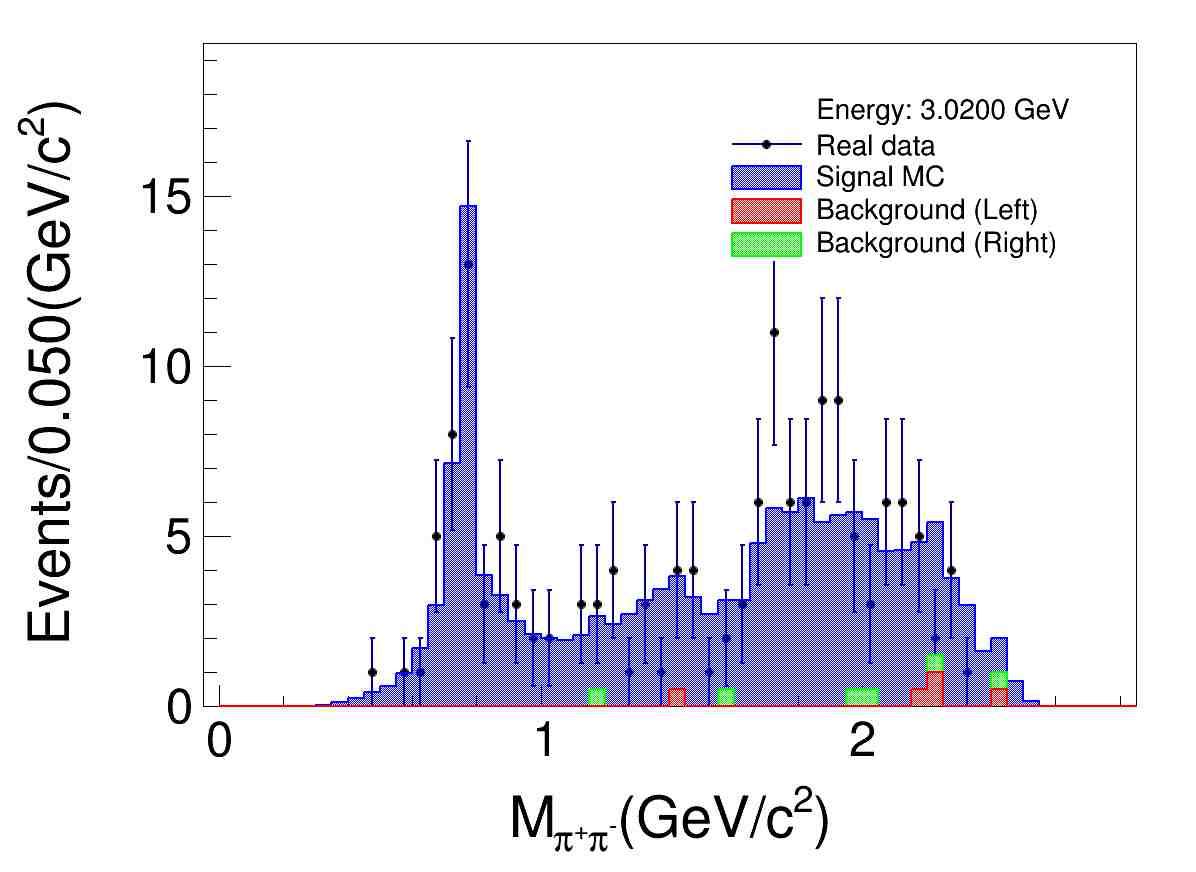 Events/0.050(GeV/c²)
Energy: 3.0200 GeV
Real data
Signal MC
Background (Left)
Background (Right)
15
10
5
0
0 1 2
M_π⁺π⁻(GeV/c²)